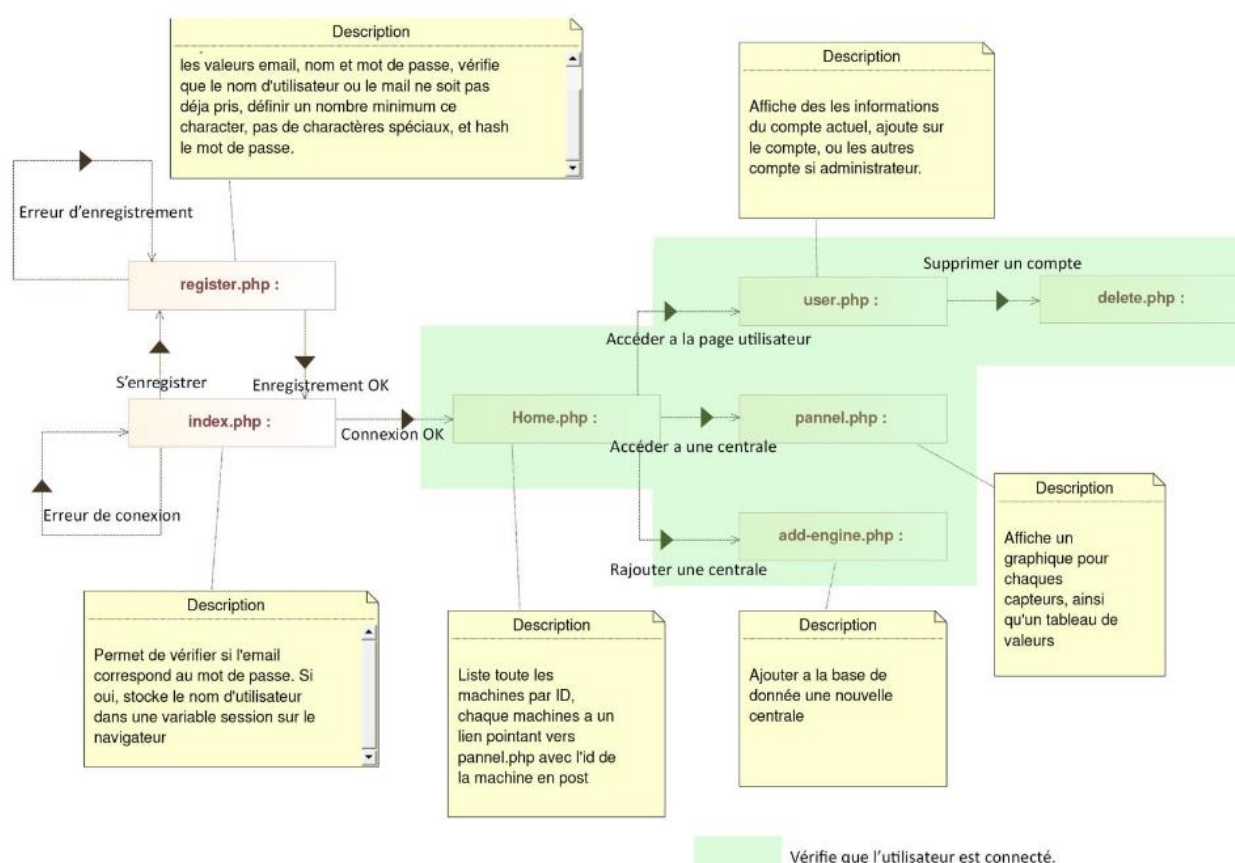 Description
les valeurs email, nom et mot de passe, vérifie
que le nom d'utilisateur ou le mail ne soit pas
déja pris, définir un nombre minimum ce
character, pas de charactères spéciaux, et hash
le mot de passe.
Description
Affiche des les informations
du compte actuel, ajoute sur
le compte, ou les autres
compte si administrateur.
Erreur d'enregistrement
register.php :
Supprimer un compte
user.php :
delete.php :
Accéder a la page utilisateur
S'enregistrer
Enregistrement OK
index.php :
Connexion OK
Home.php :
Accéder a une centrale
pannel.php :
Erreur de conexion
add-engine.php :
Rajouter une centrale
Description
Affiche un
graphique pour
chaques
capteurs, ainsi
qu'un tableau de
valeurs
Description
Permet de vérifier si l'email
correspond au mot de passe. Si
oui, stocke le nom d'utilisateur
dans une variable session sur le
navigateur
Description
Liste toute les
machines par ID,
chaque machines a un
lien pointant vers
pannel.php avec l'id de
la machine en post
Description
Ajouter a la base de
donnée une nouvelle
centrale
Vérifie que l'utilisateur est connecté.